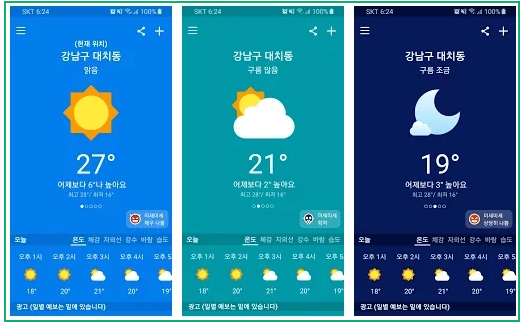 SKT 6:24
100%
(현재 위치)
강남구 대치동
맑음
27°
어제보다 6°나 높아요
최고 28°/ 최저 16°
미세미세
매우 나쁨
오늘
온도 체감 자외선 강수 바람 습도
오후 1시 오후 2시 오후 3시 오후 4시 오후 5
18° 20° 21° 20° 19°
광고 (일별 예보는 밑에 있습니다)
SKT 6:24
100%
강남구 대치동
구름 많음
21°
어제보다 2° 높아요
최고 28°/ 최저 16°
미세미세
최악
오늘
온도 체감 자외선 강수 바람 습도
오후 1시 오후 2시 오후 3시 오후 4시 오후 5
18° 20° 21° 20° 19°
광고 (일별 예보는 밑에 있습니다)
SKT 6:24
100%
강남구 대치동
구름 조금
19°
어제보다 3° 높아요
최고 28°/ 최저 16°
미세미세
상당히 나쁨
오늘
온도 체감 자외선 강수 바람 습도
오후 1시 오후 2시 오후 3시 오후 4시 오후 5
18° 20° 21° 20° 19°
광고 (일별 예보는 밑에 있습니다)